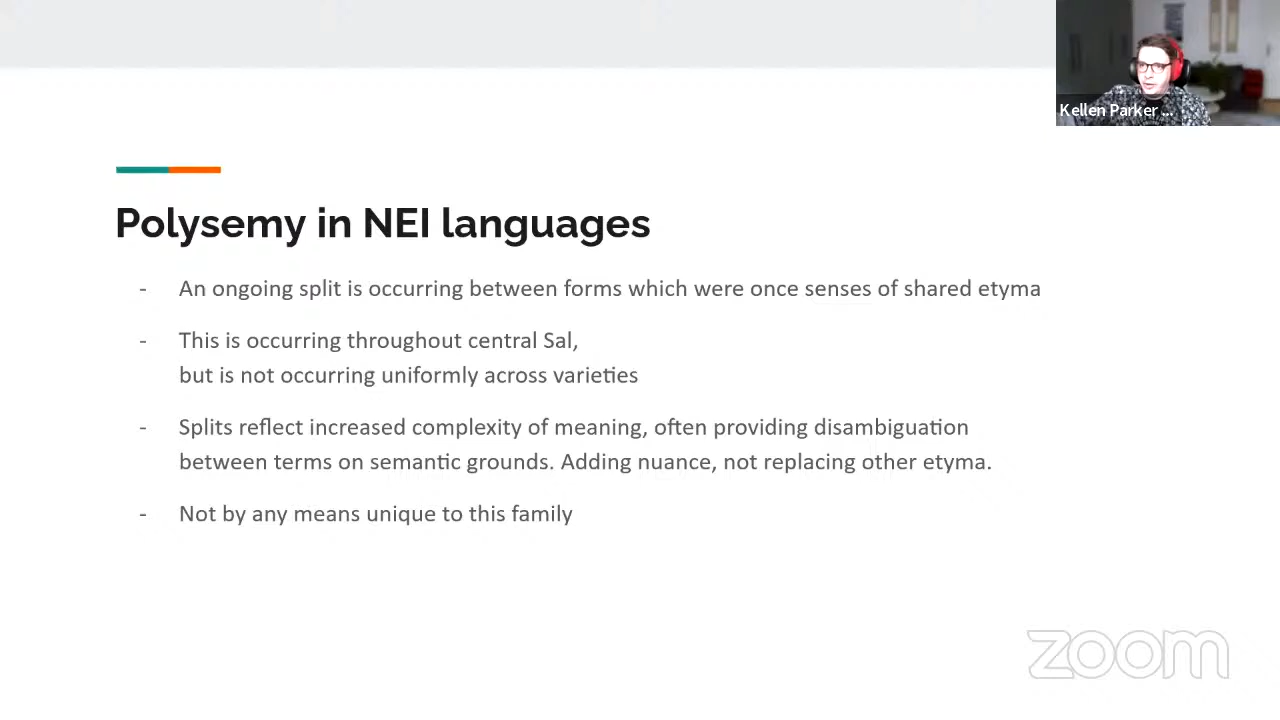 Kellen Parker ...
Polysemy in NEI languages
- An ongoing split is occurring between forms which were once senses of shared etyma
- This is occurring throughout central Sal,
but is not occurring uniformly across varieties
- Splits reflect increased complexity of meaning, often providing disambiguation
between terms on semantic grounds. Adding nuance, not replacing other etyma.
- Not by any means unique to this family
zoom